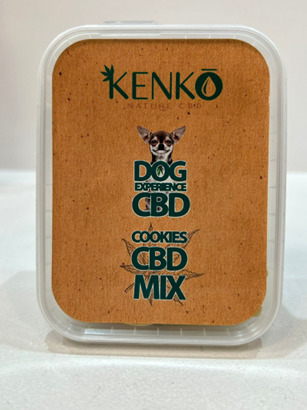 KENKŌ
NATURE CBD
DOG
EXPERIENCE
CBD
COOKIES
CBD
MIX